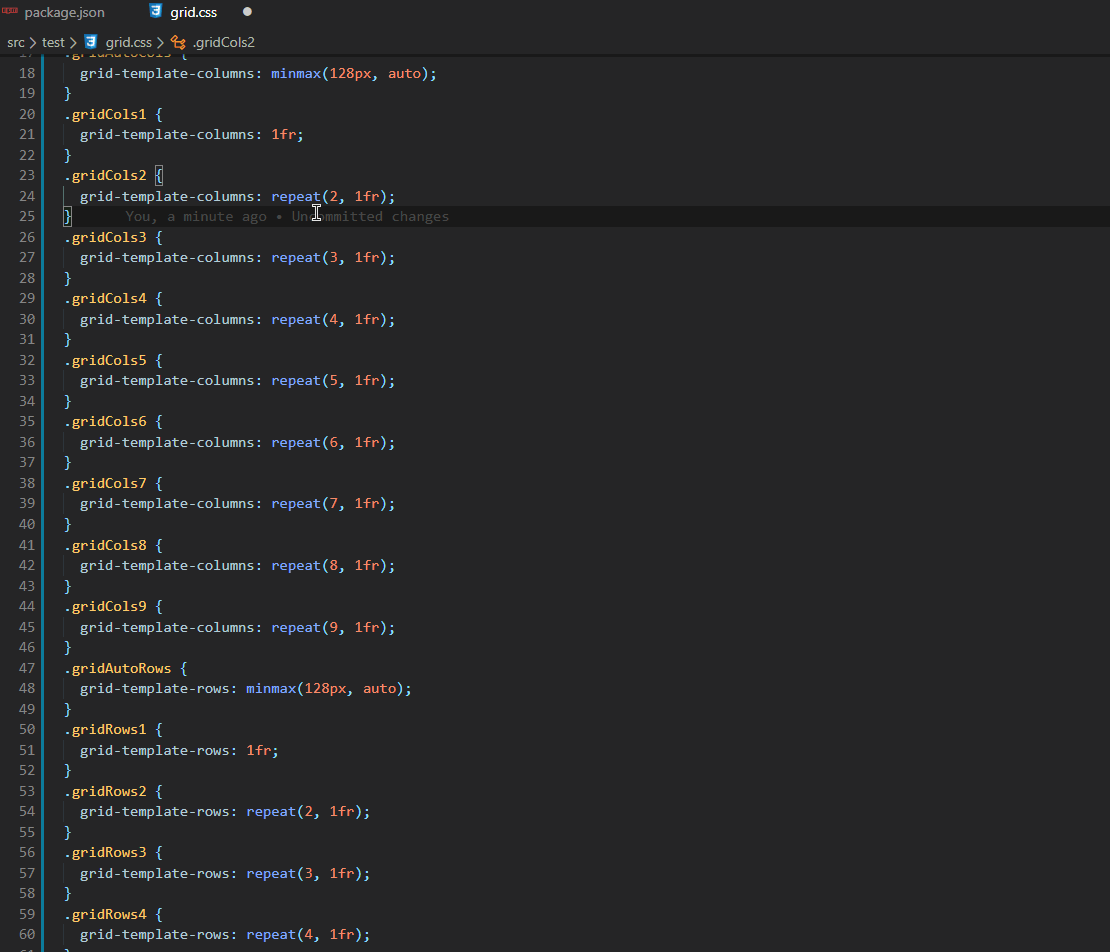 package.json grid.css
src > test > grid.css > .gridCols2
18 grid-template-columns: minmax(128px, auto);
19 }
20 .gridCols1 {
21 grid-template-columns: 1fr;
22 }
23 .gridCols2 {
24 grid-template-columns: repeat(2, 1fr);
25 } You, a minute ago • Uncommitted changes
26 .gridCols3 {
27 grid-template-columns: repeat(3, 1fr);
28 }
29 .gridCols4 {
30 grid-template-columns: repeat(4, 1fr);
31 }
32 .gridCols5 {
33 grid-template-columns: repeat(5, 1fr);
34 }
35 .gridCols6 {
36 grid-template-columns: repeat(6, 1fr);
37 }
38 .gridCols7 {
39 grid-template-columns: repeat(7, 1fr);
40 }
41 .gridCols8 {
42 grid-template-columns: repeat(8, 1fr);
43 }
44 .gridCols9 {
45 grid-template-columns: repeat(9, 1fr);
46 }
47 .gridAutoRows {
48 grid-template-rows: minmax(128px, auto);
49 }
50 .gridRows1 {
51 grid-template-rows: 1fr;
52 }
53 .gridRows2 {
54 grid-template-rows: repeat(2, 1fr);
55 }
56 .gridRows3 {
57 grid-template-rows: repeat(3, 1fr);
58 }
59 .gridRows4 {
60 grid-template-rows: repeat(4, 1fr);